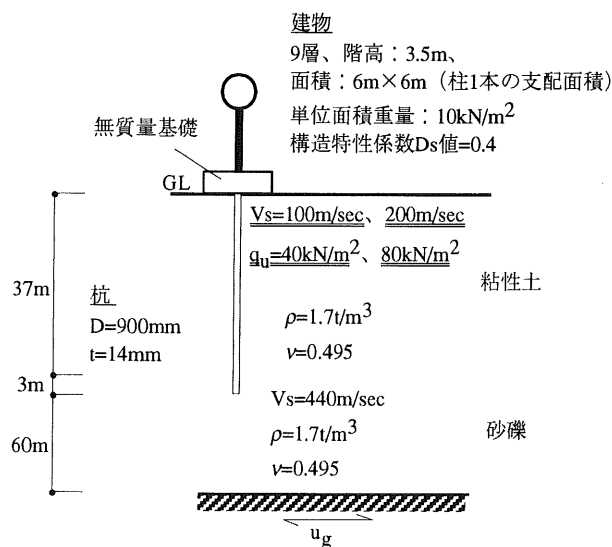 建物
9層、階高：3.5m、
面積：6m×6m（柱1本の支配面積）
単位面積重量：10kN/m²
構造特性係数Ds値=0.4
無質量基礎
GL
Vs=100m/sec、200m/sec
qu=40kN/m²、80kN/m²
粘性土
37m
杭
D=900mm
t=14mm
ρ=1.7t/m³
ν=0.495
3m
Vs=440m/sec
ρ=1.7t/m³
ν=0.495
砂礫
60m
ug